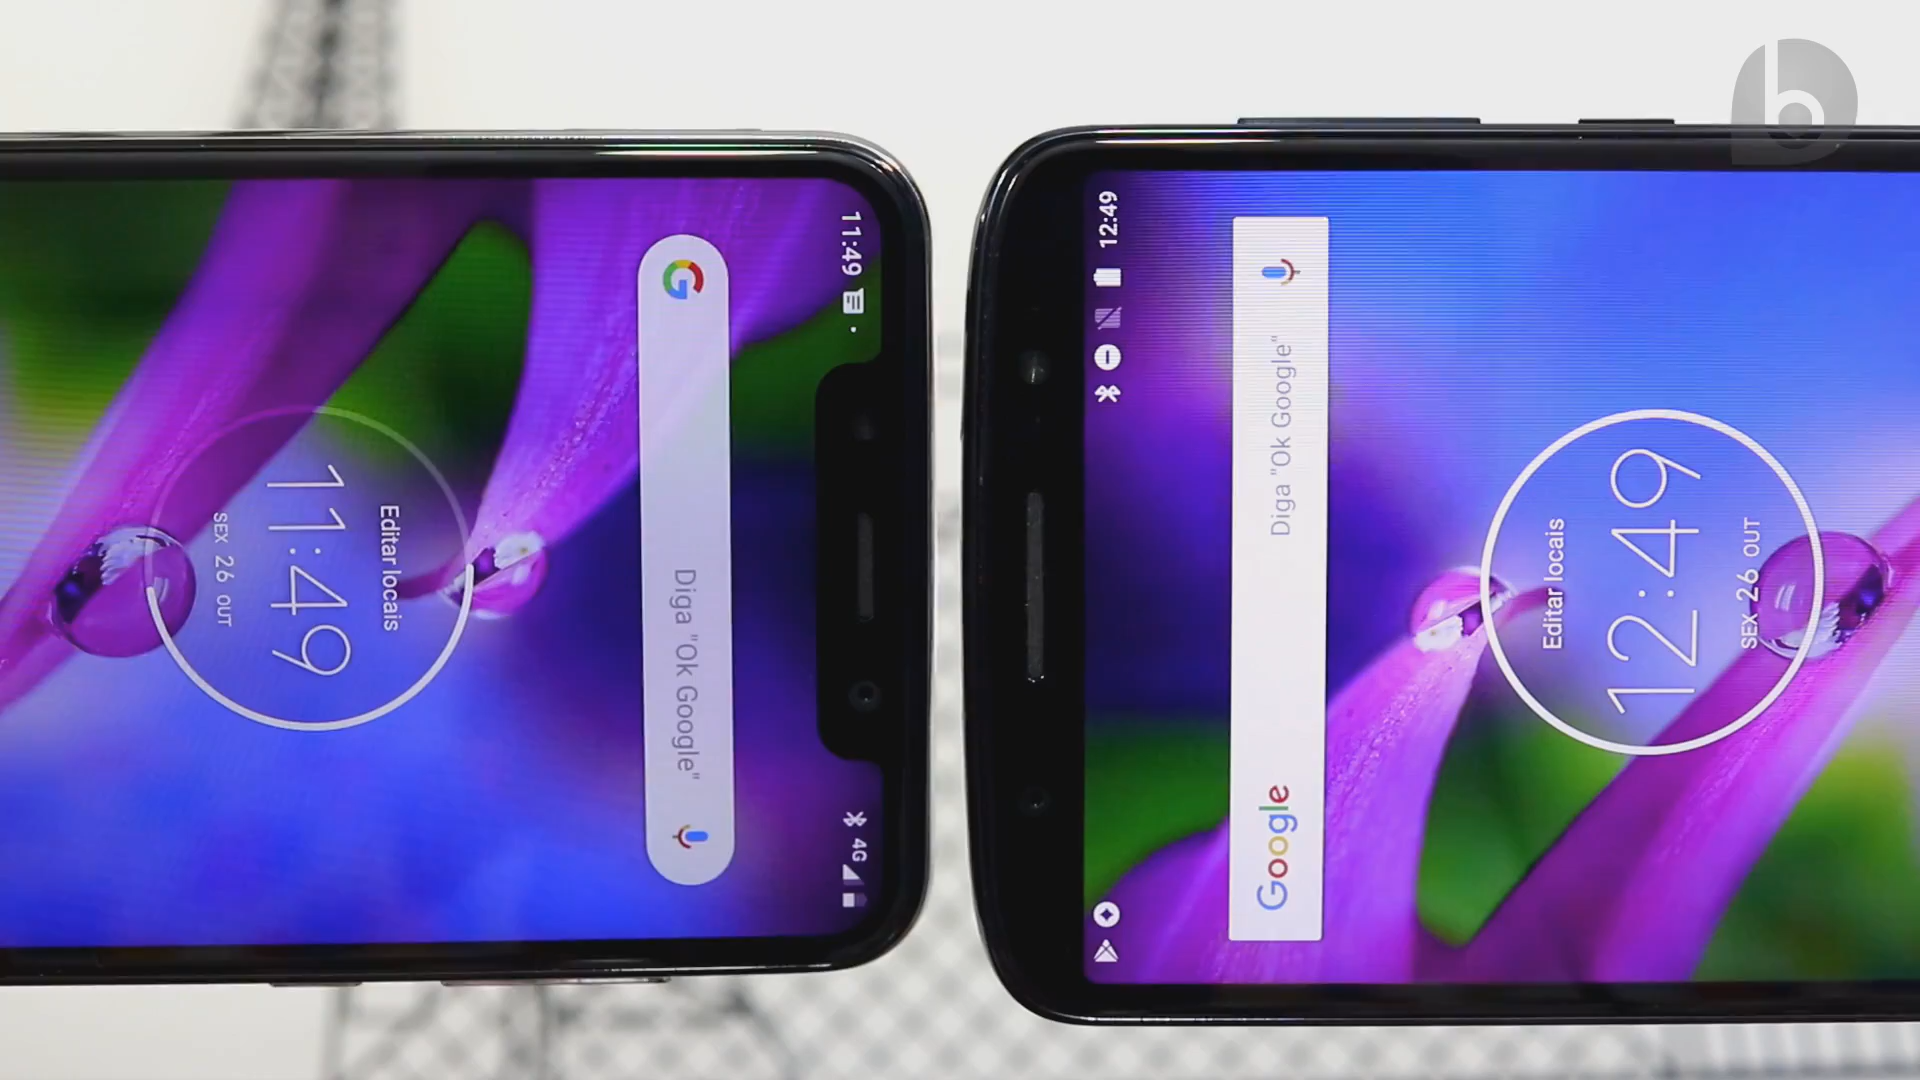 11:49
4G
G
Diga "Ok Google"
Editar locais
11:49
SEX 26 OUT
12:49
Google
Diga "Ok Google"
Editar locais
12:49
SEX 26 OUT
b